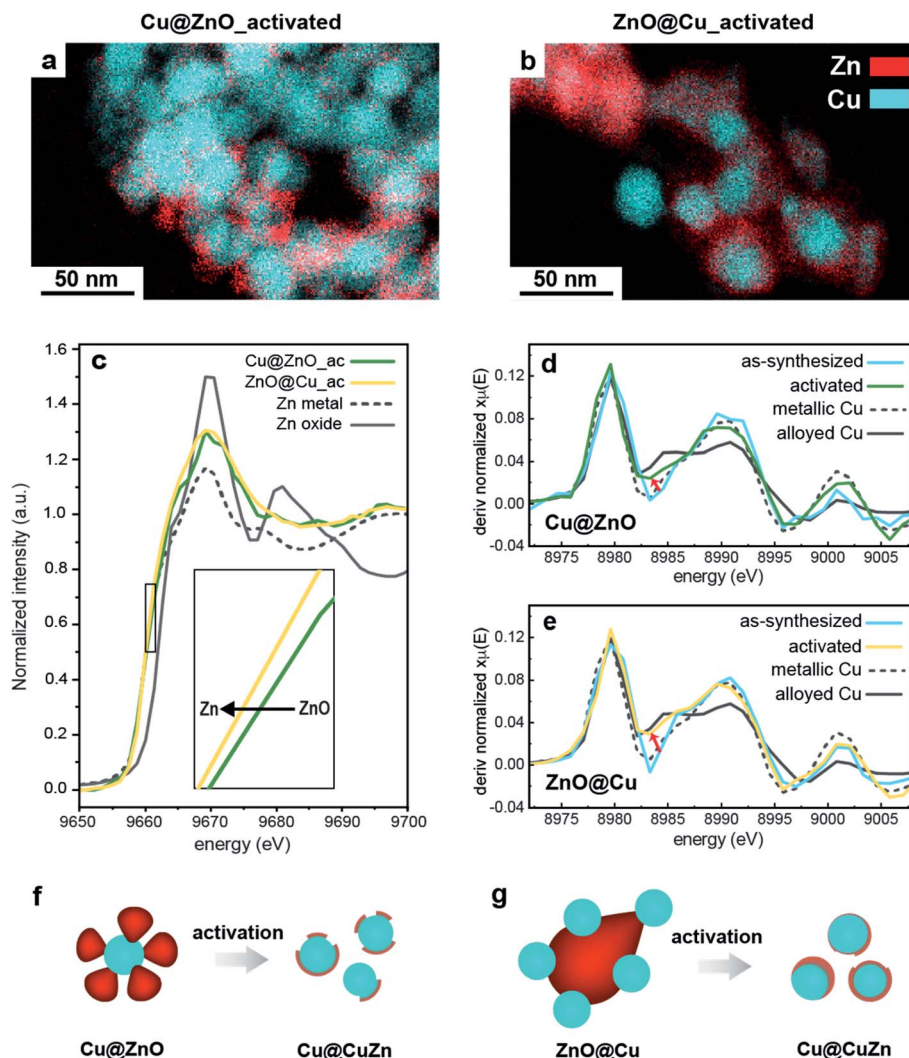 Cu@ZnO_activated
ZnO@Cu_activated
a
50 nm
b
Zn
Cu
50 nm
c
Cu@ZnO_ac
ZnO@Cu_ac
Zn metal
Zn oxide
1.6
1.4
1.2
1.0
0.8
0.6
0.4
0.2
0.0
Normalized intensity (a.u.)
Zn
ZnO
9650 9660 9670 9680 9690 9700
energy (eV)
d
as-synthesized
activated
metallic Cu
alloyed Cu
0.12
0.08
0.04
0.00
-0.04
deriv normalized xμ(E)
Cu@ZnO
8975 8980 8985 8990 8995 9000 9005
energy (eV)
e
as-synthesized
activated
metallic Cu
alloyed Cu
0.12
0.08
0.04
0.00
-0.04
deriv normalized xμ(E)
ZnO@Cu
8975 8980 8985 8990 8995 9000 9005
energy (eV)
f
activation
Cu@ZnO
Cu@CuZn
g
activation
ZnO@Cu
Cu@CuZn